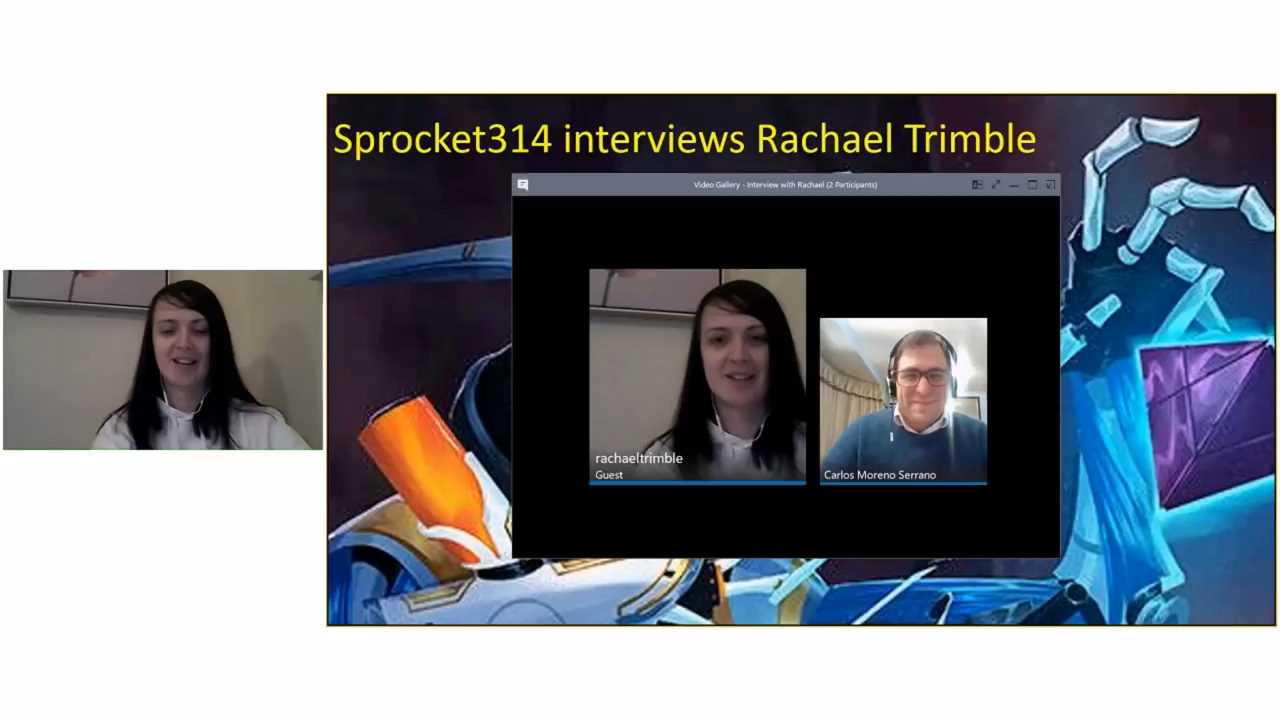 Sprocket314 interviews Rachael Trimble
Video Gallery - Interview with Rachael (2 Participants)
rachaeltrimble
Guest
Carlos Moreno Serrano